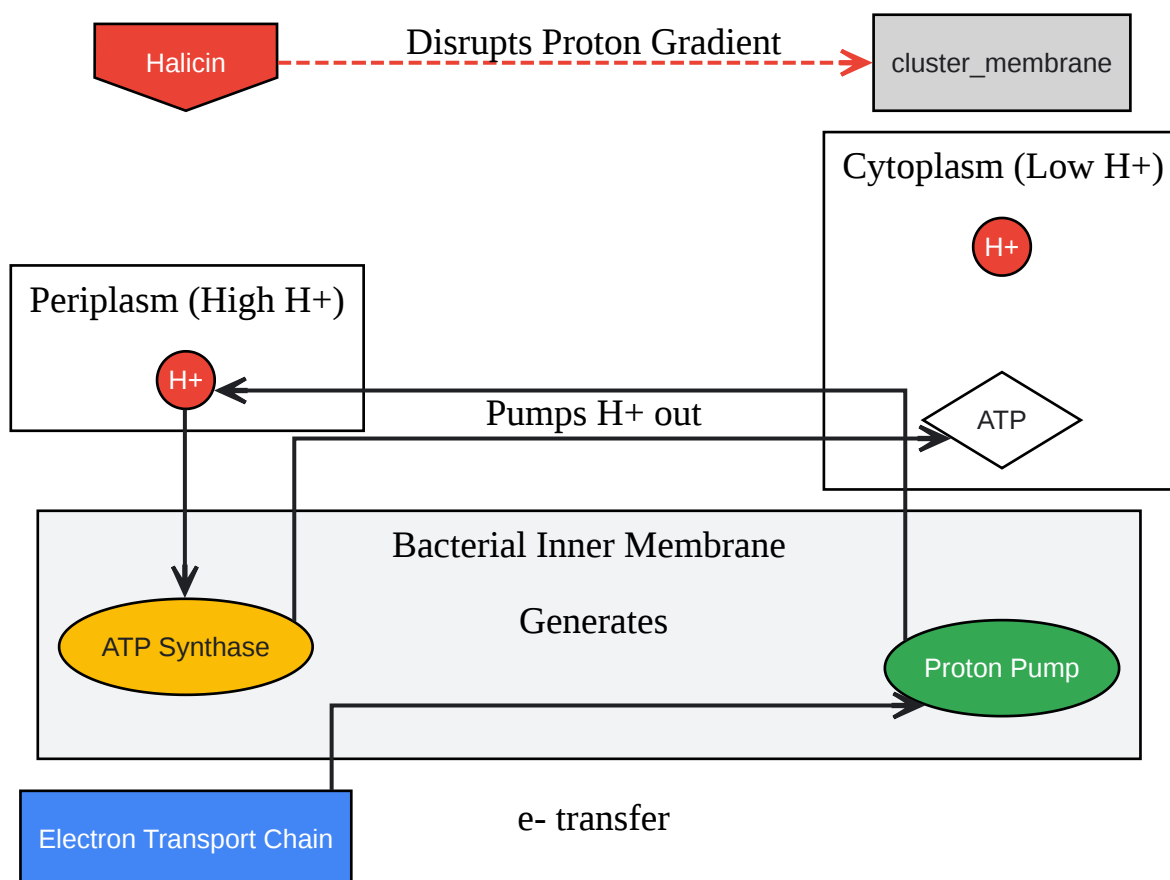 Halicin
Disrupts Proton Gradient
cluster_membrane
Cytoplasm (Low H+)
H+
Periplasm (High H+)
H+
Pumps H+ out
ATP
Bacterial Inner Membrane
Generates
ATP Synthase
Proton Pump
e- transfer
Electron Transport Chain